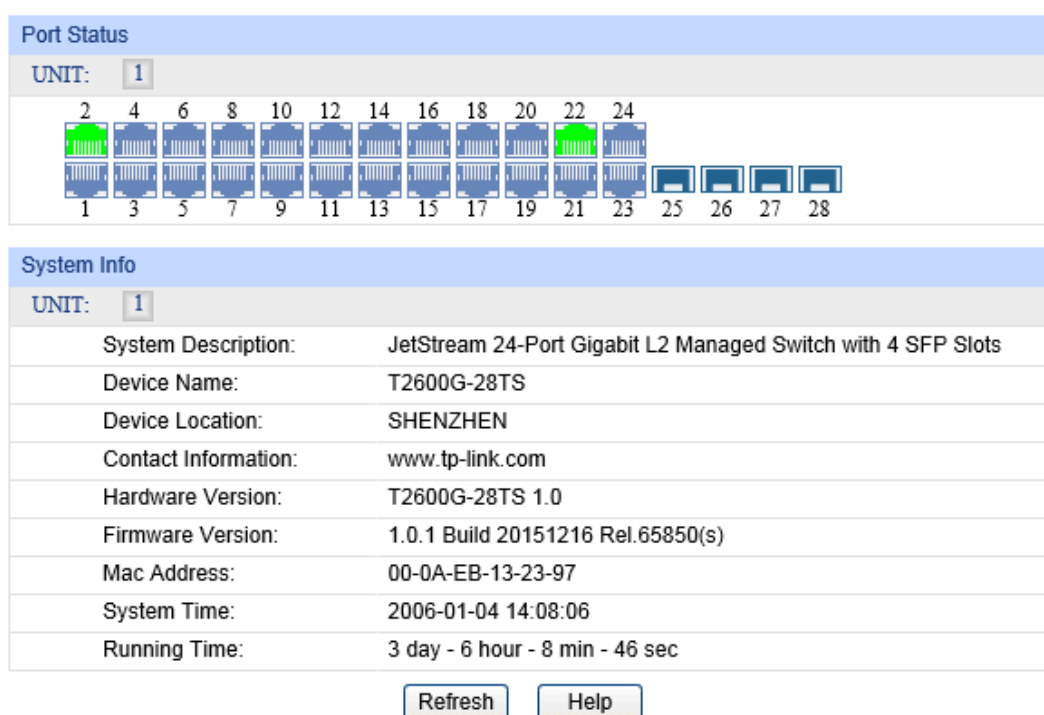 Port Status
UNIT: 1
2 4 6 8 10 12 14 16 18 20 22 24
1 3 5 7 9 11 13 15 17 19 21 23 25 26 27 28
System Info
UNIT: 1
System Description: JetStream 24-Port Gigabit L2 Managed Switch with 4 SFP Slots
Device Name: T2600G-28TS
Device Location: SHENZHEN
Contact Information: www.tp-link.com
Hardware Version: T2600G-28TS 1.0
Firmware Version: 1.0.1 Build 20151216 Rel.65850(s)
Mac Address: 00-0A-EB-13-23-97
System Time: 2006-01-04 14:08:06
Running Time: 3 day - 6 hour - 8 min - 46 sec
Refresh Help